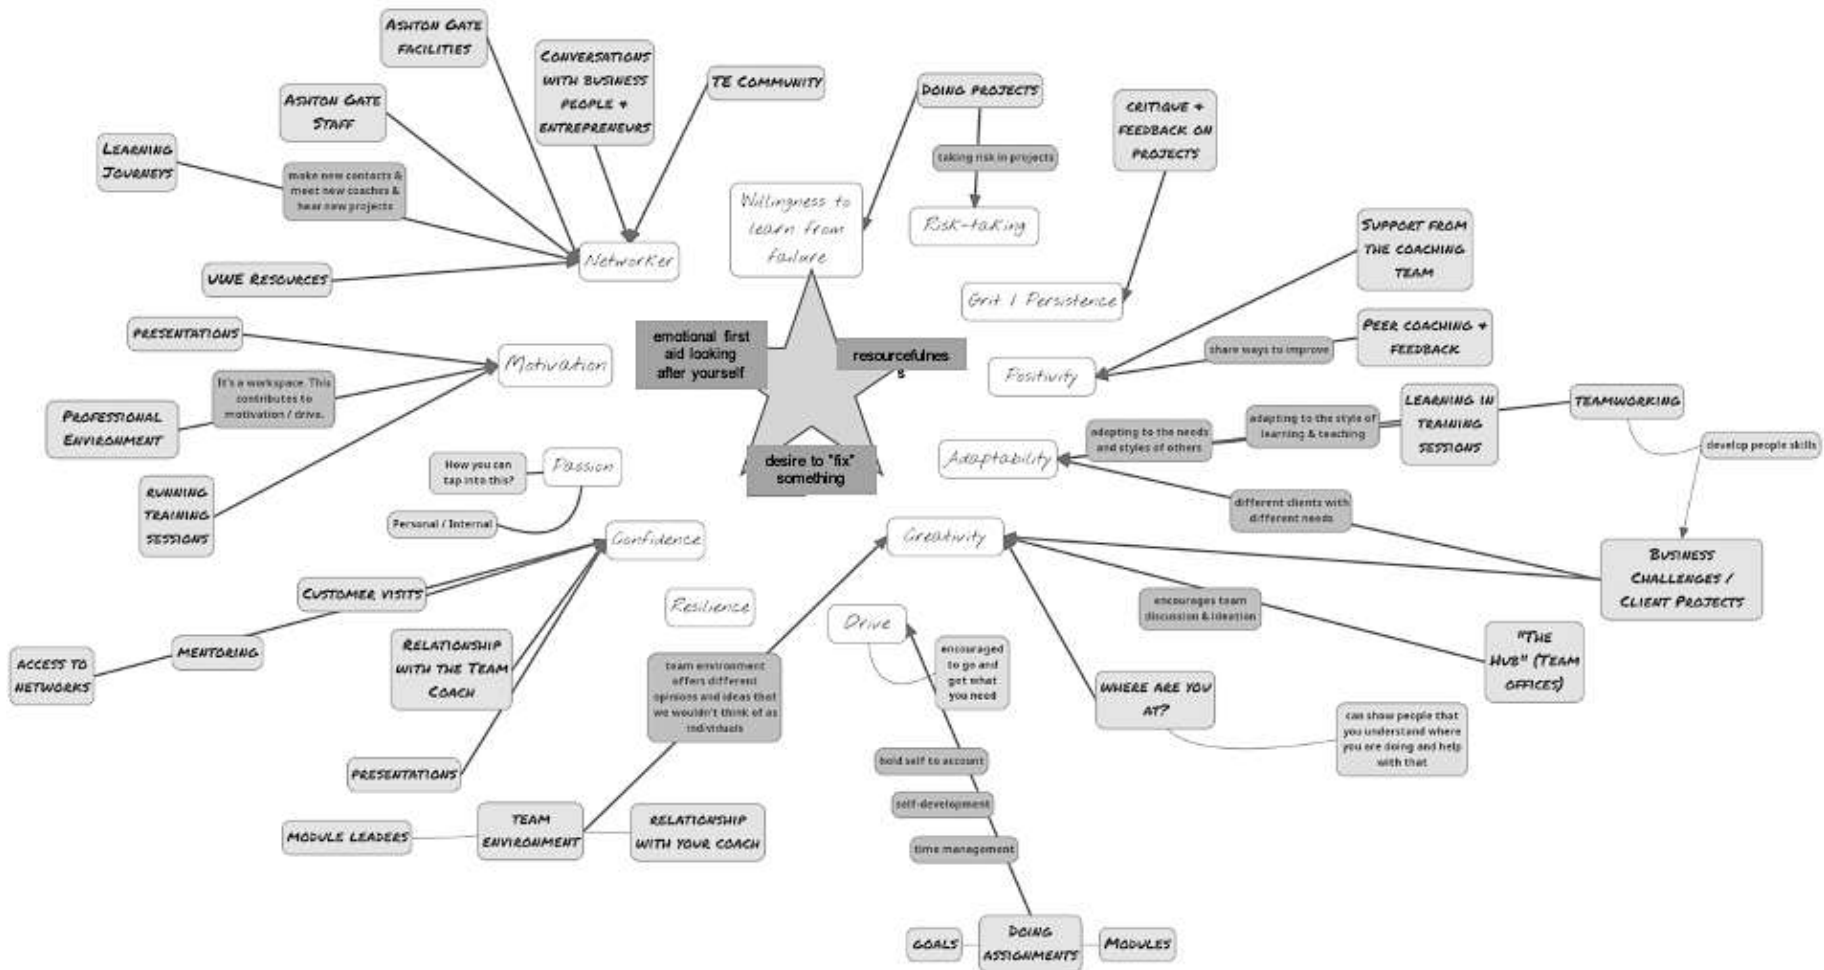 ASHTON GATE
FACILITIES
CONVERSATIONS
WITH BUSINESS
PEOPLE +
ENTREPRENEURS
TE COMMUNITY
DOING PROJECTS
CRITIQUE +
FEEDBACK ON
PROJECTS
ASHTON GATE
STAFF
LEARNING
JOURNEYS
make new contacts &
meet new coaches &
hear new projects
taking risk in projects
Willingness to
learn from
failure
Risk-taking
SUPPORT FROM
THE COACHING
TEAM
Networker
UWE RESOURCES
Grit / Persistence
PRESENTATIONS
emotional first
aid looking
after yourself
resourcefulnes
s
PEER COACHING +
FEEDBACK
share ways to improve
Motivation
Positivity
It's a workspace. This
contributes to
motivation / drive.
PROFESSIONAL
ENVIRONMENT
LEARNING IN
TRAINING
SESSIONS
TEAMWORKING
adapting to the style of
learning & teaching
adapting to the needs
and styles of others
develop people skills
Adaptability
How you can
tap into this?
Passion
desire to "fix"
something
RUNNING
TRAINING
SESSIONS
Personal / Internal
different clients with
different needs
Confidence
Creativity
BUSINESS
CHALLENGES /
CLIENT PROJECTS
CUSTOMER VISITS
Resilience
encourages team
discussion & ideation
Drive
"THE
HUB" (TEAM
OFFICES)
MENTORING
ACCESS TO
NETWORKS
RELATIONSHIP
WITH THE TEAM
COACH
team environment
offers different
opinions and ideas that
we wouldn't think of as
individuals
encouraged
to go and
get what
you need
WHERE ARE YOU
AT?
can show people that
you understand where
you are doing and help
with that
PRESENTATIONS
hold self to account
self-development
time management
MODULE LEADERS
TEAM
ENVIRONMENT
RELATIONSHIP
WITH YOUR COACH
GOALS
DOING
ASSIGNMENTS
MODULES